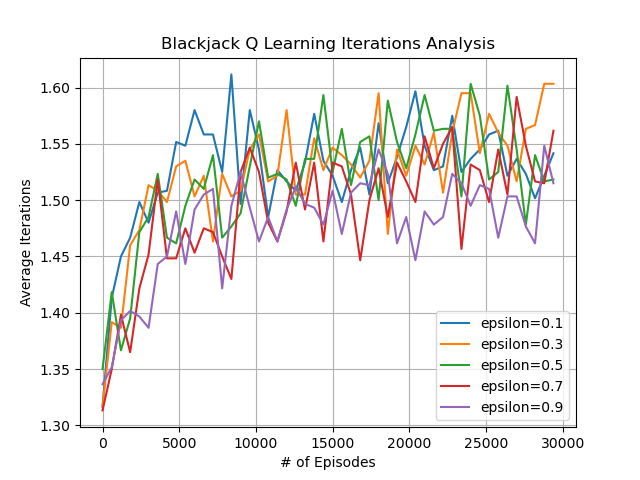 Blackjack Q Learning Iterations Analysis
1.60
1.55
1.50
1.45
1.40
1.35
1.30
Average Iterations
epsilon=0.1
epsilon=0.3
epsilon=0.5
epsilon=0.7
epsilon=0.9
0 5000 10000 15000 20000 25000 30000
# of Episodes